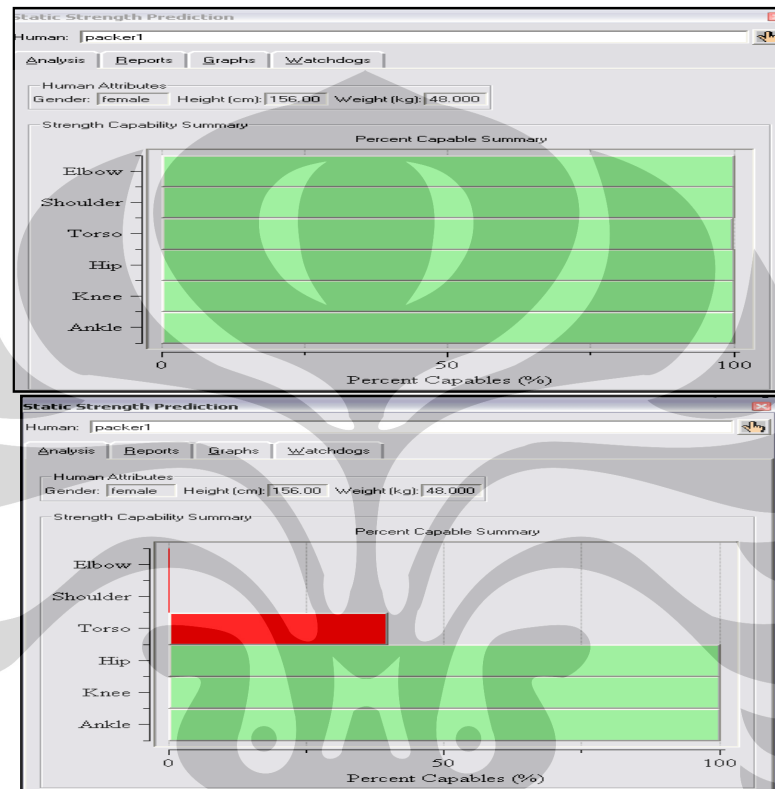 Static Strength Prediction
Human: packer1
Analysis Reports Graphs Watchdogs
Human Attributes
Gender: female Height (cm): 156.00 Weight (kg): 48.000
Strength Capability Summary
Percent Capable Summary
Elbow
Shoulder
Torso
Hip
Knee
Ankle
0 50 100
Percent Capables (%)
Static Strength Prediction
Human: packer1
Analysis Reports Graphs Watchdogs
Human Attributes
Gender: female Height (cm): 156.00 Weight (kg): 48.000
Strength Capability Summary
Percent Capable Summary
Elbow
Shoulder
Torso
Hip
Knee
Ankle
0 50 100
Percent Capables (%)